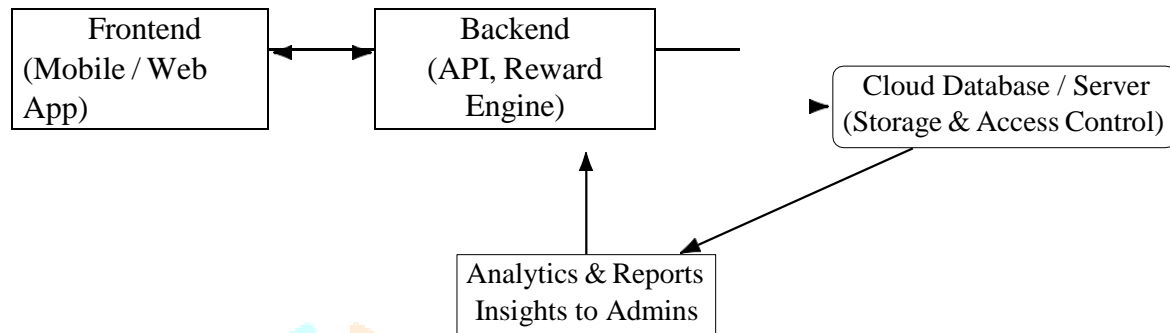 Frontend
(Mobile / Web
App)
Backend
(API, Reward
Engine)
Cloud Database / Server
(Storage & Access Control)
Analytics & Reports
Insights to Admins